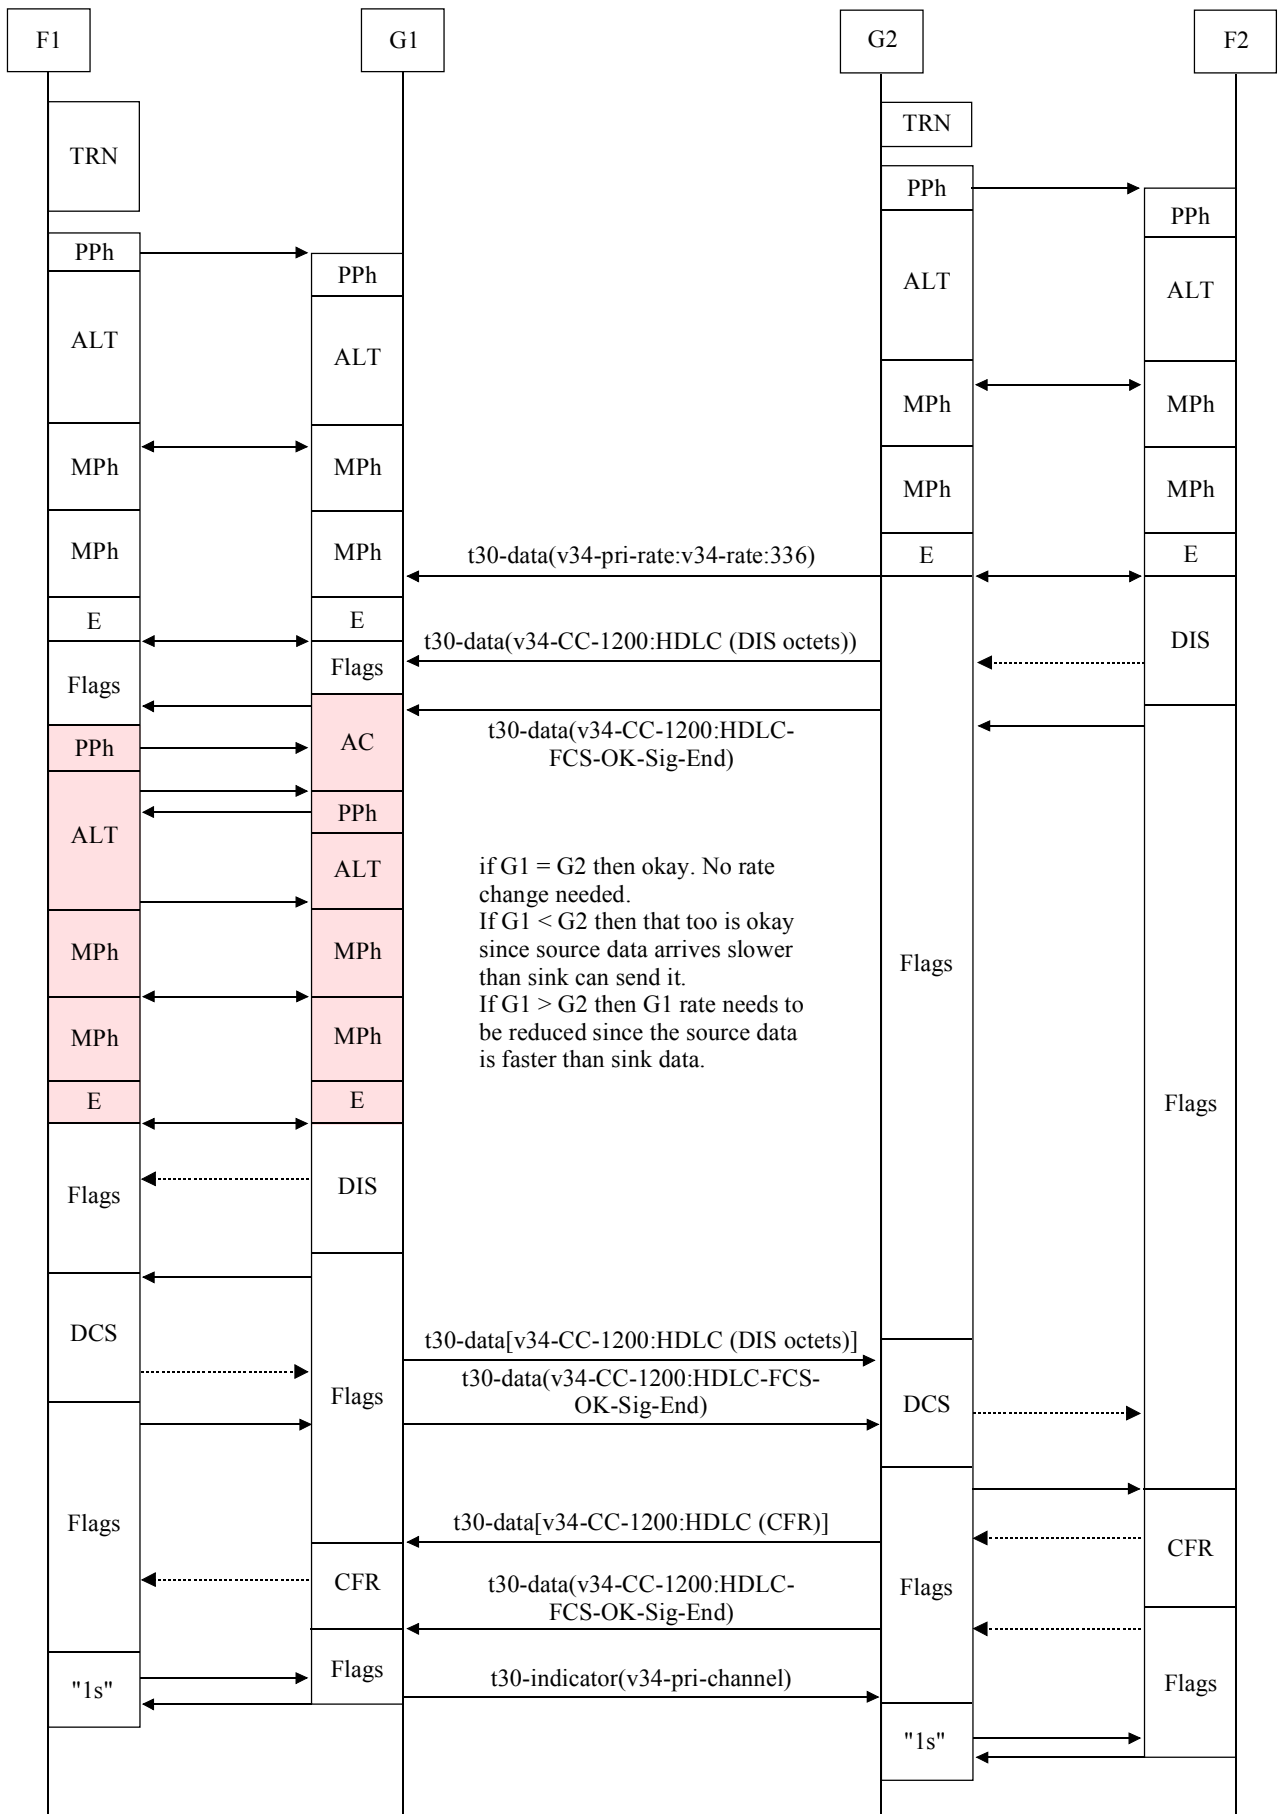 F1 G1 G2 F2
TRN
TRN
PPh
PPh
PPh
PPh
ALT
ALT
ALT
ALT
MPh MPh
MPh MPh
MPh MPh
MPh MPh
t30-data(v34-pri-rate:v34-rate:336)
E E
E E
t30-data(v34-CC-1200:HDLC (DIS octets))
DIS
Flags
Flags
t30-data(v34-CC-1200:HDLC-
FCS-OK-Sig-End)
PPh
AC
PPh
ALT
ALT
if G1 = G2 then okay. No rate
change needed.
If G1 < G2 then that too is okay
since source data arrives slower
than sink can send it.
If G1 > G2 then G1 rate needs to
be reduced since the source data
is faster than sink data.
MPh MPh
Flags
MPh MPh
E E
Flags
Flags
DIS
DCS
t30-data[v34-CC-1200:HDLC (DIS octets)]
t30-data(v34-CC-1200:HDLC-FCS-
OK-Sig-End)
Flags
DCS
Flags
t30-data[v34-CC-1200:HDLC (CFR)]
CFR
CFR
t30-data(v34-CC-1200:HDLC-
FCS-OK-Sig-End)
Flags
Flags
t30-indicator(v34-pri-channel)
"1s"
Flags
"1s"